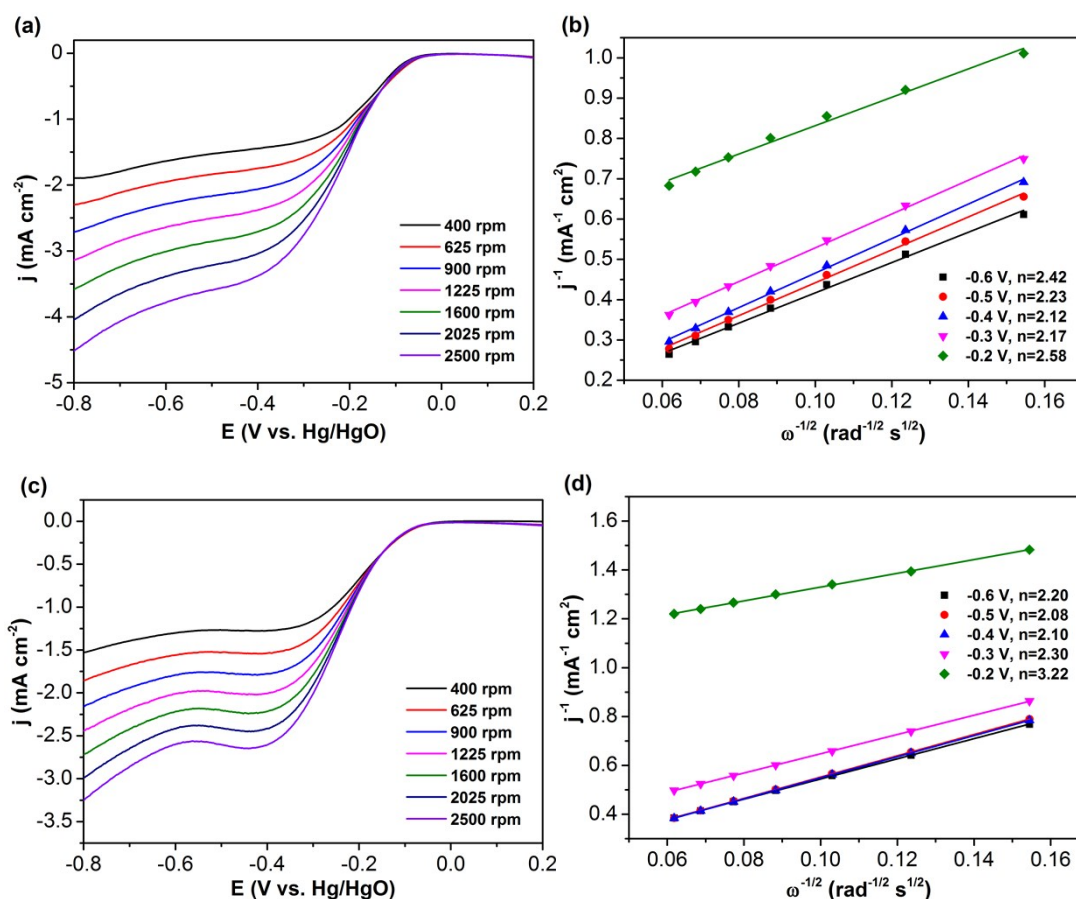 (a)
0
-1
-2
-3
-4
-5
j (mA cm-2)
400 rpm
625 rpm
900 rpm
1225 rpm
1600 rpm
2025 rpm
2500 rpm
-0.8 -0.6 -0.4 -0.2 0.0 0.2
E (V vs. Hg/HgO)
(b)
1.0
0.9
0.8
0.7
0.6
0.5
0.4
0.3
0.2
j-1 (mA-1 cm2)
-0.6 V, n=2.42
-0.5 V, n=2.23
-0.4 V, n=2.12
-0.3 V, n=2.17
-0.2 V, n=2.58
0.06 0.08 0.10 0.12 0.14 0.16
ω-1/2 (rad-1/2 s1/2)
(c)
0.0
-0.5
-1.0
-1.5
-2.0
-2.5
-3.0
-3.5
j (mA cm-2)
400 rpm
625 rpm
900 rpm
1225 rpm
1600 rpm
2025 rpm
2500 rpm
-0.8 -0.6 -0.4 -0.2 0.0 0.2
E (V vs. Hg/HgO)
(d)
1.6
1.4
1.2
1.0
0.8
0.6
0.4
j-1 (mA-1 cm2)
-0.6 V, n=2.20
-0.5 V, n=2.08
-0.4 V, n=2.10
-0.3 V, n=2.30
-0.2 V, n=3.22
0.06 0.08 0.10 0.12 0.14 0.16
ω-1/2 (rad-1/2 s1/2)